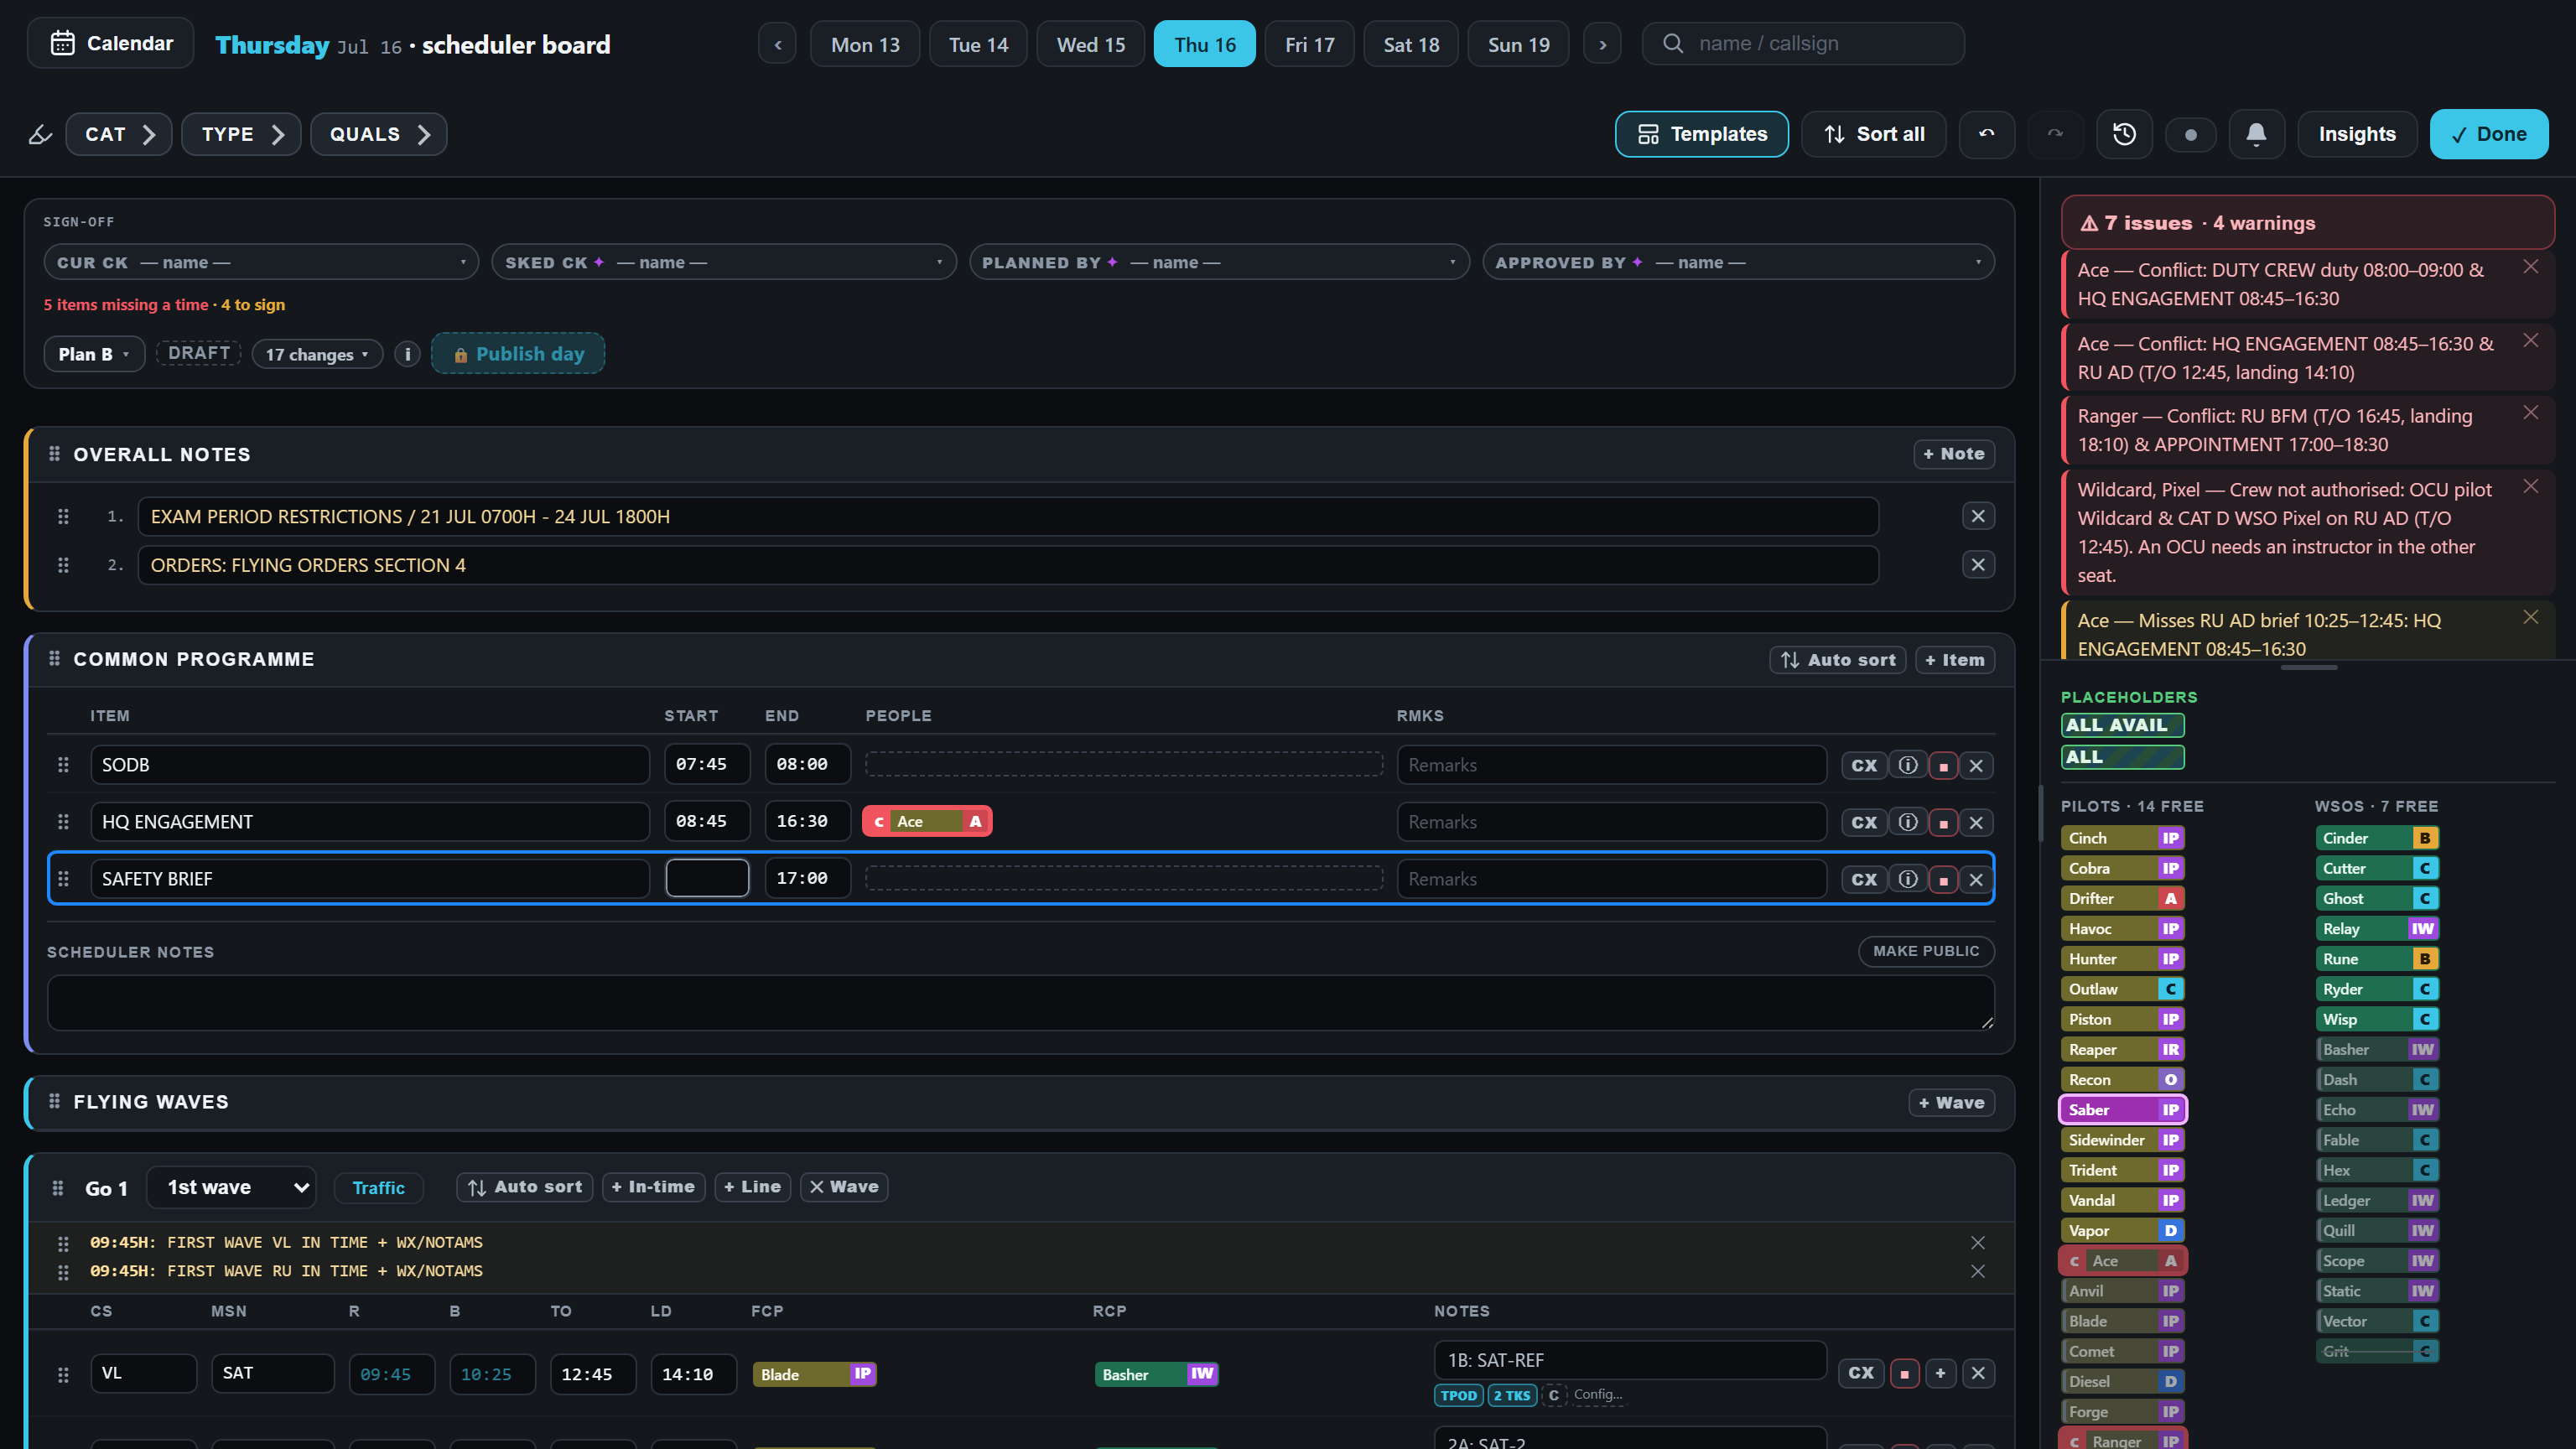 Calendar
Thursday Jul 16 · scheduler board
‹ Mon 13 Tue 14 Wed 15 Thu 16 Fri 17 Sat 18 Sun 19 ›
name / callsign
CAT TYPE QUALS
Templates Sort all Insights ✓ Done
SIGN-OFF
CUR CK — name —
SKED CK ✦ — name —
PLANNED BY ✦ — name —
APPROVED BY ✦ — name —
5 items missing a time · 4 to sign
Plan B DRAFT 17 changes i Publish day
OVERALL NOTES + Note
1. EXAM PERIOD RESTRICTIONS / 21 JUL 0700H - 24 JUL 1800H
2. ORDERS: FLYING ORDERS SECTION 4
COMMON PROGRAMME Auto sort + Item
ITEM START END PEOPLE RMKS
SODB 07:45 08:00 Remarks CX
HQ ENGAGEMENT 08:45 16:30 c Ace A Remarks CX
SAFETY BRIEF 17:00 Remarks CX
SCHEDULER NOTES MAKE PUBLIC
FLYING WAVES + Wave
Go 1 1st wave Traffic Auto sort + In-time + Line ✕ Wave
09:45H: FIRST WAVE VL IN TIME + WX/NOTAMS
09:45H: FIRST WAVE RU IN TIME + WX/NOTAMS
CS MSN R B TO LD FCP RCP NOTES
VL SAT 09:45 10:25 12:45 14:10 Blade IP Basher IW 1B: SAT-REF CX
TPOD 2 TKS C Config...
2A: SAT-2
⚠ 7 issues · 4 warnings
Ace — Conflict: DUTY CREW duty 08:00–09:00 &
HQ ENGAGEMENT 08:45–16:30
Ace — Conflict: HQ ENGAGEMENT 08:45–16:30 &
RU AD (T/O 12:45, landing 14:10)
Ranger — Conflict: RU BFM (T/O 16:45, landing
18:10) & APPOINTMENT 17:00–18:30
Wildcard, Pixel — Crew not authorised: OCU pilot
Wildcard & CAT D WSO Pixel on RU AD (T/O
12:45). An OCU needs an instructor in the other
seat.
Ace — Misses RU AD brief 10:25–12:45: HQ
ENGAGEMENT 08:45–16:30
PLACEHOLDERS
ALL AVAIL
ALL
PILOTS · 14 FREE
Cinch IP
Cobra IP
Drifter A
Havoc IP
Hunter IP
Outlaw C
Piston IP
Reaper IR
Recon O
Saber IP
Sidewinder IP
Trident IP
Vandal IP
Vapor D
c Ace A
Anvil IP
Blade IP
Comet IP
Diesel D
Forge IP
c Ranger IP
WSOS · 7 FREE
Cinder B
Cutter C
Ghost C
Relay IW
Rune B
Ryder C
Wisp C
Basher IW
Dash C
Echo IW
Fable C
Hex C
Ledger IW
Quill IW
Scope IW
Static IW
Vector C
Grit C